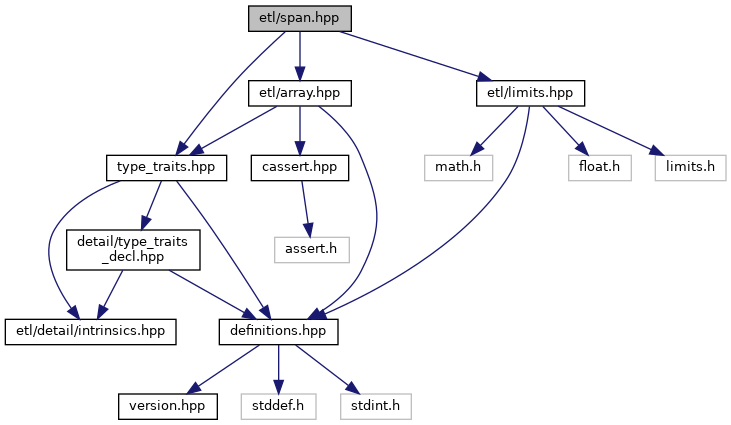 etl/span.hpp
etl/array.hpp
etl/limits.hpp
type_traits.hpp
cassert.hpp
math.h
float.h
limits.h
detail/type_traits
_decl.hpp
assert.h
etl/detail/intrinsics.hpp
definitions.hpp
version.hpp
stddef.h
stdint.h